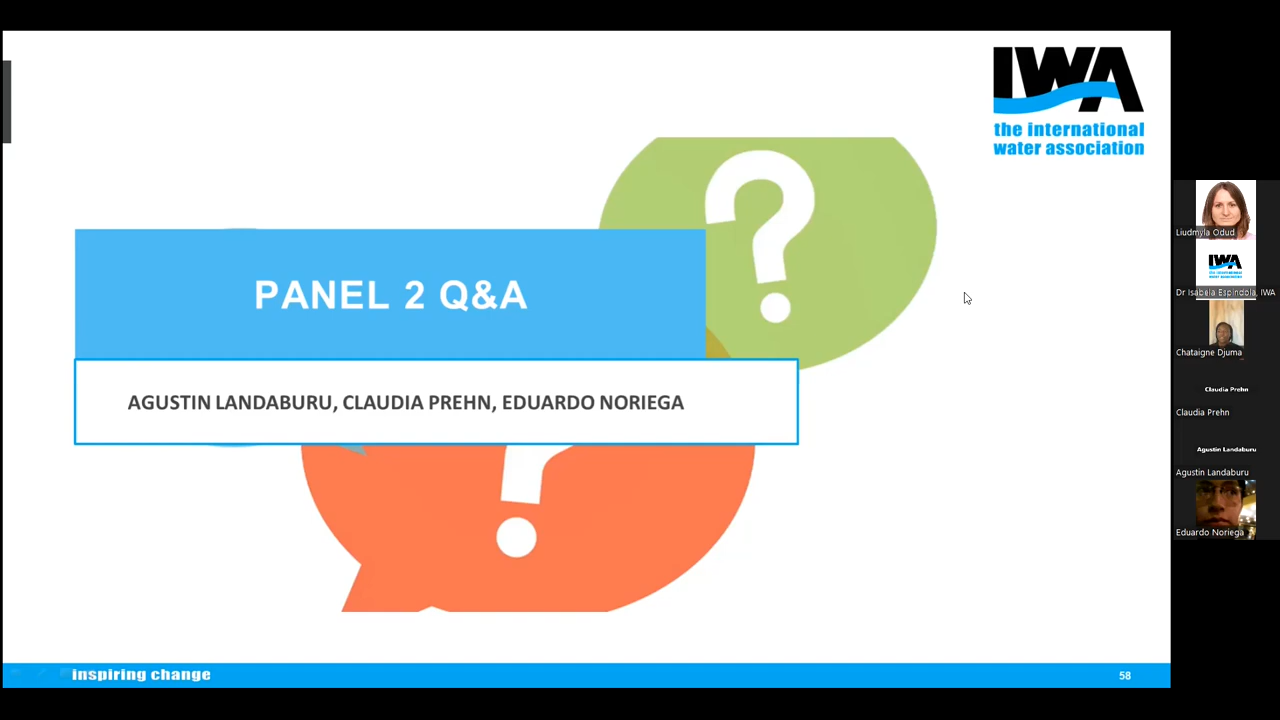 IWA
the international
water association
PANEL 2 Q&A
AGUSTIN LANDABURU, CLAUDIA PREHN, EDUARDO NORIEGA
inspiring change
58
Liudmyla Odud
IWA
Dr Isabela Espindola, IWA
Chataigne Djuma
Claudia Prehn
Claudia Prehn
Agustin Landaburu
Agustin Landaburu
Eduardo Noriega